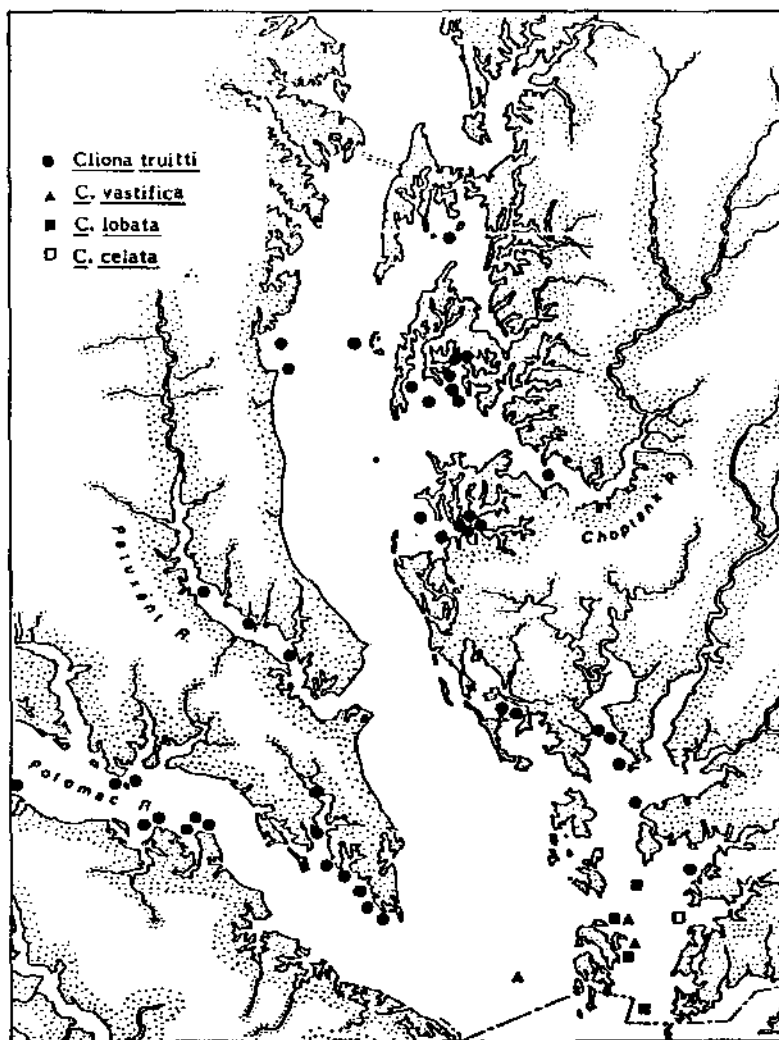 Cliona truitti
C. vastifica
C. lobata
C. celata
Patuxent R.
Choptank R.
Potomac R.